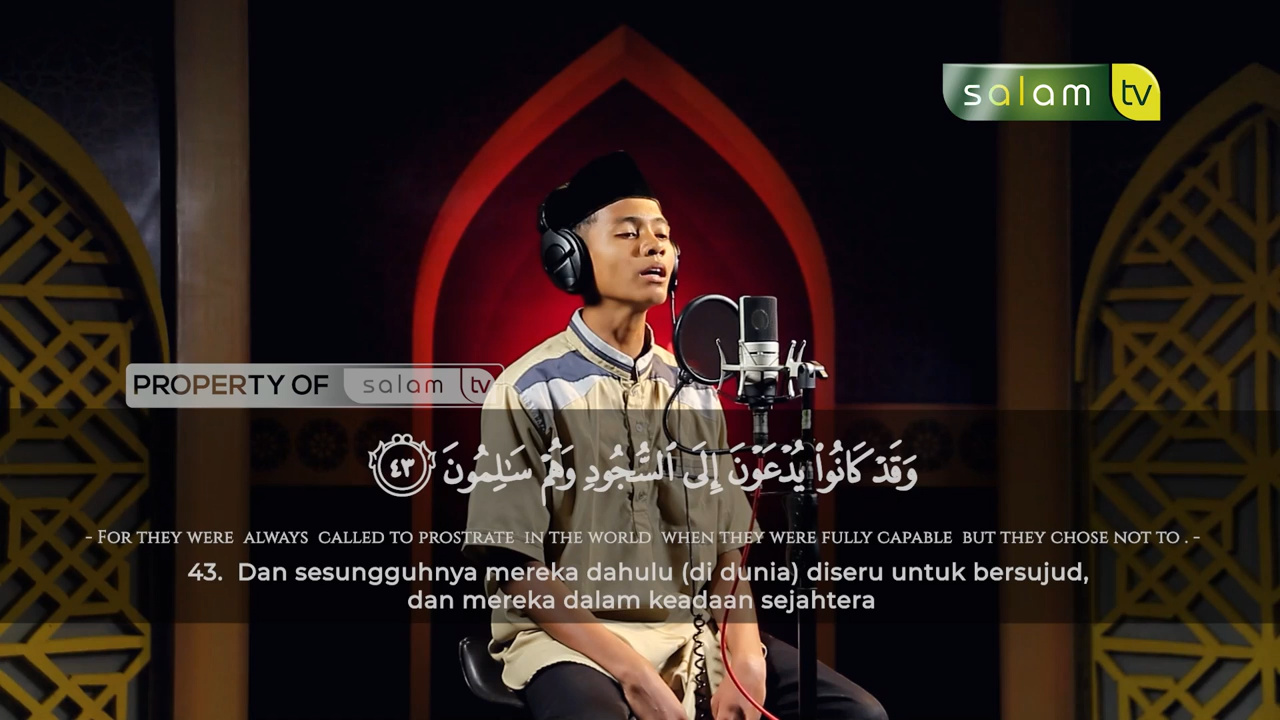 salam tv
PROPERTY OF salam tv
وَقَدْ كَانُوا۟ يُدْعَوْنَ إِلَى ٱلسُّجُودِ وَهُمْ سَـٰلِمُونَ ٤٣
- FOR THEY WERE ALWAYS CALLED TO PROSTRATE IN THE WORLD WHEN THEY WERE FULLY CAPABLE BUT THEY CHOSE NOT TO . -
43. Dan sesungguhnya mereka dahulu (di dunia) diseru untuk bersujud,
dan mereka dalam keadaan sejahtera